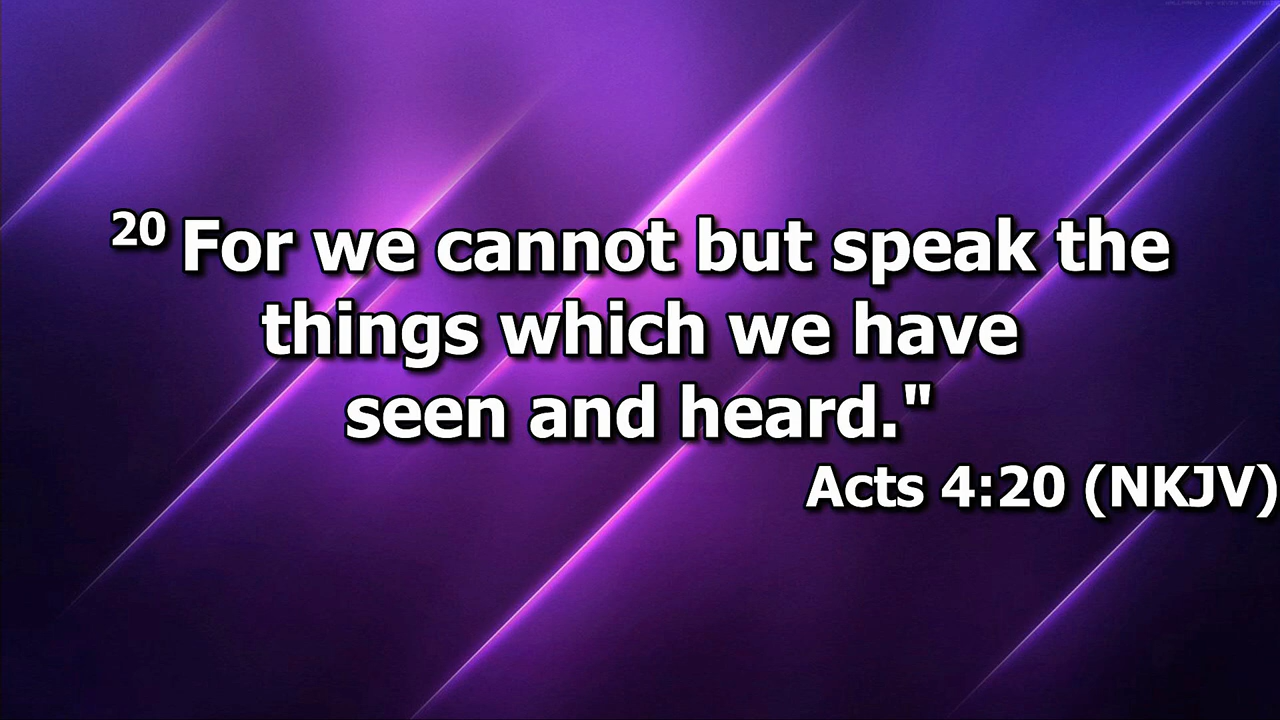 20 For we cannot but speak the
things which we have
seen and heard."
Acts 4:20 (NKJV)